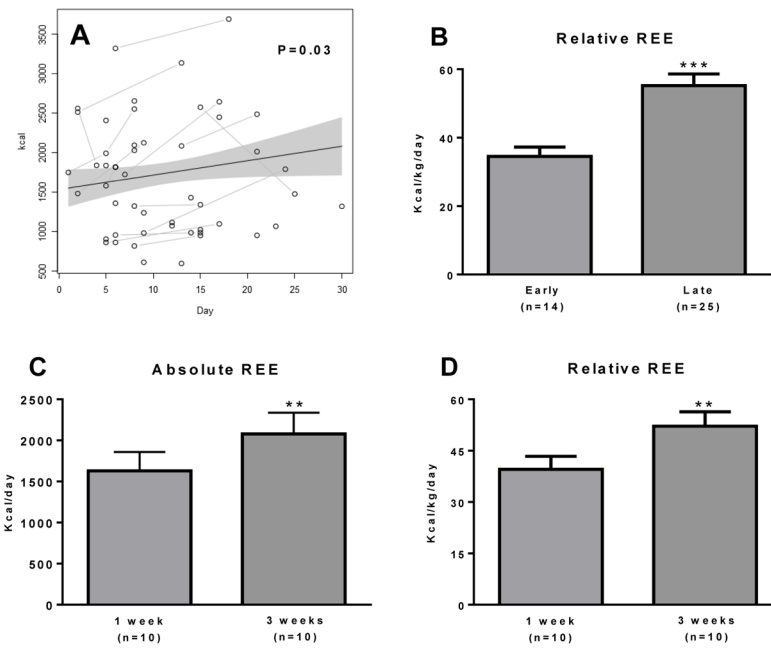 A
P=0.03
kcal
3500
3000
2500
2000
1500
1000
500
0 5 10 15 20 25 30
Day
B
Relative REE
***
Kcal/kg/day
60
40
20
0
Early Late
(n=14) (n=25)
C
Absolute REE
**
Kcal/day
2500
2000
1500
1000
500
0
1 week 3 weeks
(n=10) (n=10)
D
Relative REE
**
Kcal/kg/day
60
45
30
15
0
1 week 3 weeks
(n=10) (n=10)